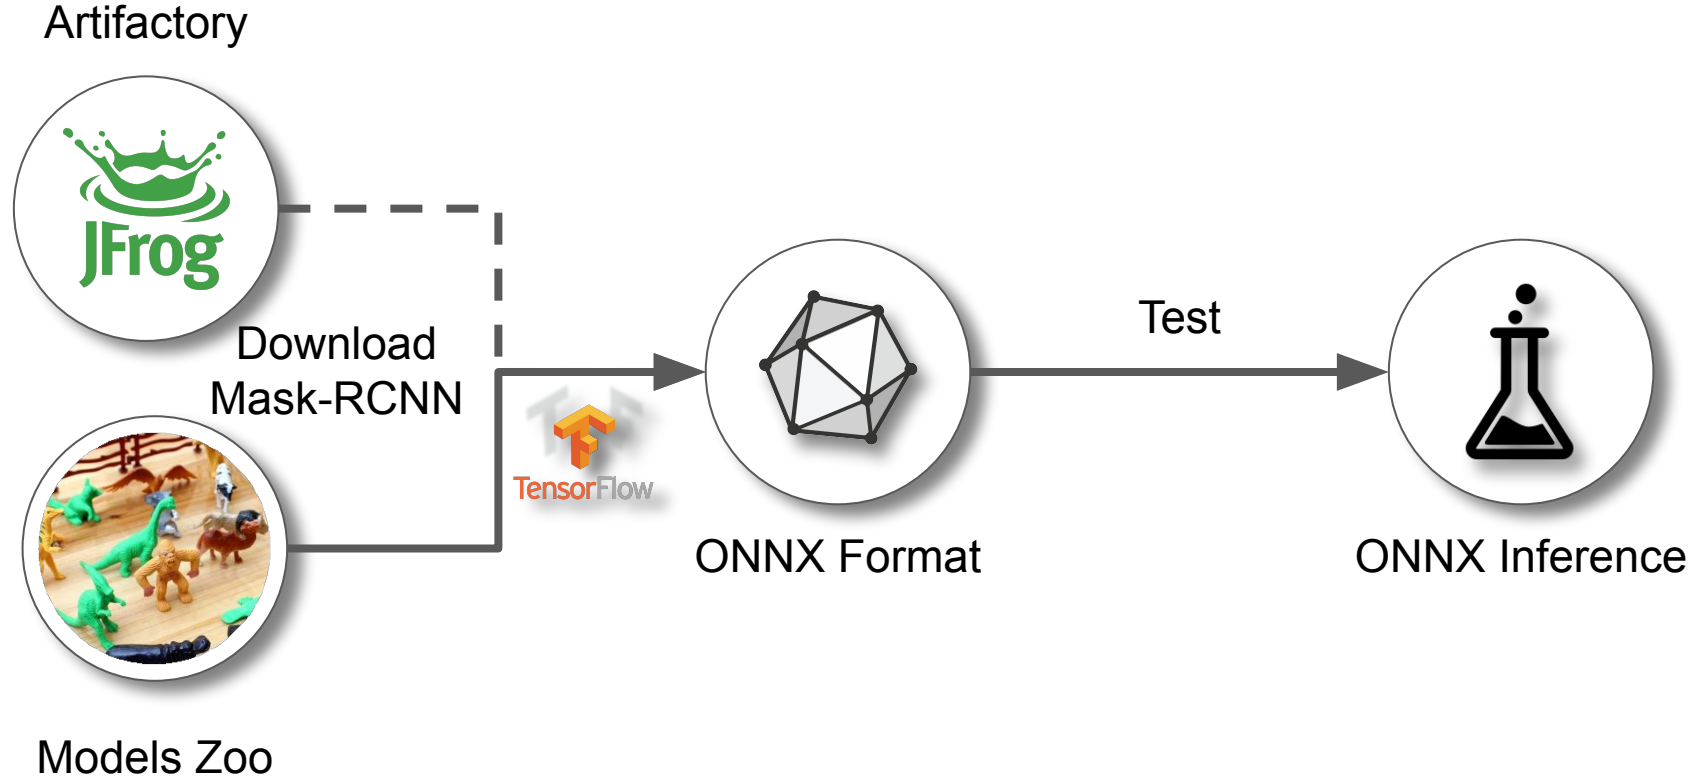 Artifactory
JFrog
Download
Mask-RCNN
TensorFlow
Test
ONNX Format
ONNX Inference
Models Zoo